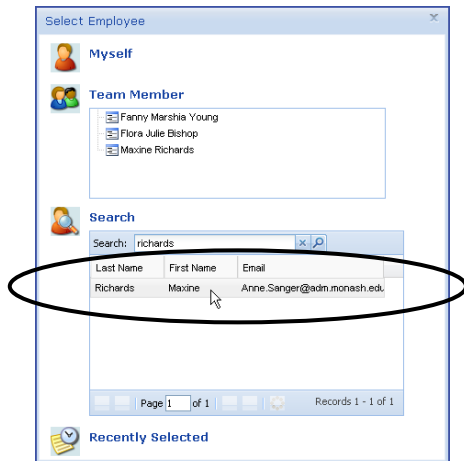 Select Employee
Myself
Team Member
Fanny Marshia Young
Flora Julie Bishop
Maxine Richards
Search
Search: richards
Last Name First Name Email
Richards Maxine Anne.Sanger@adm.monash.edu
Page 1 of 1 Records 1 - 1 of 1
Recently Selected